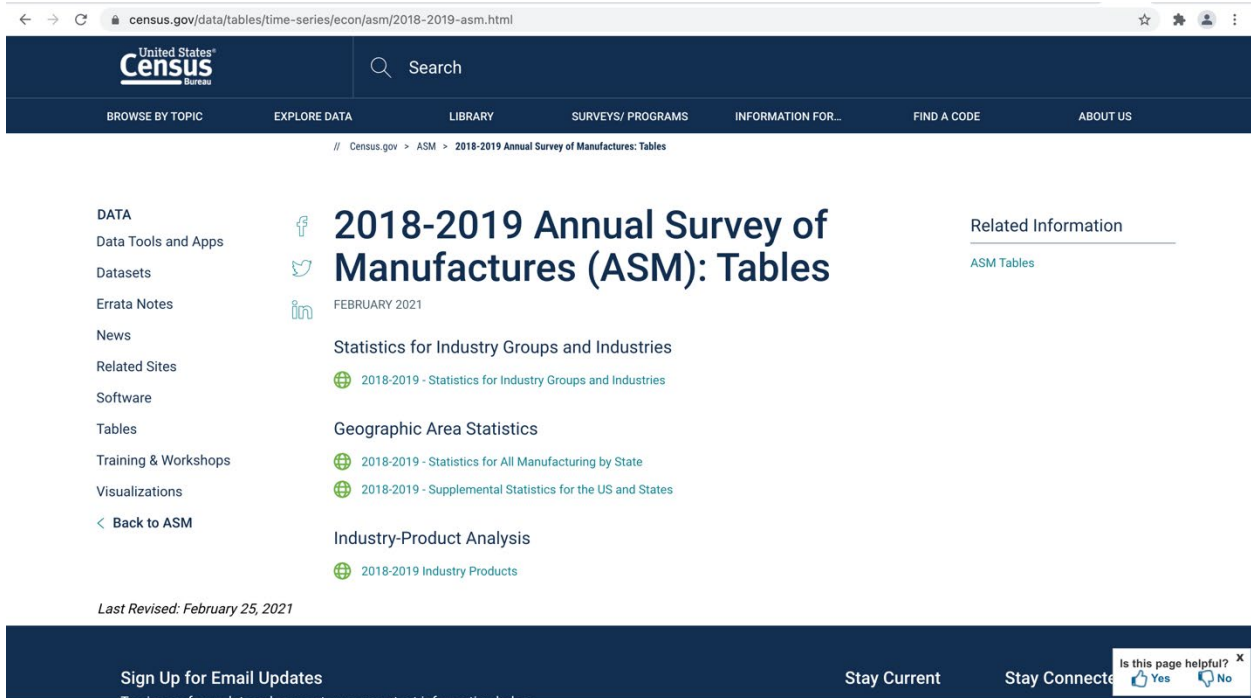 census.gov/data/tables/time-series/econ/asm/2018-2019-asm.html
United States®
Census
Bureau
Search
BROWSE BY TOPIC
EXPLORE DATA
LIBRARY
SURVEYS/ PROGRAMS
INFORMATION FOR...
FIND A CODE
ABOUT US
// Census.gov > ASM > 2018-2019 Annual Survey of Manufactures: Tables
DATA
Data Tools and Apps
Datasets
Errata Notes
News
Related Sites
Software
Tables
Training & Workshops
Visualizations
< Back to ASM
2018-2019 Annual Survey of
Manufactures (ASM): Tables
FEBRUARY 2021
Statistics for Industry Groups and Industries
2018-2019 - Statistics for Industry Groups and Industries
Geographic Area Statistics
2018-2019 - Statistics for All Manufacturing by State
2018-2019 - Supplemental Statistics for the US and States
Industry-Product Analysis
2018-2019 Industry Products
Related Information
ASM Tables
Last Revised: February 25, 2021
Sign Up for Email Updates
Stay Current
Stay Connecte
Is this page helpful? X
Yes No